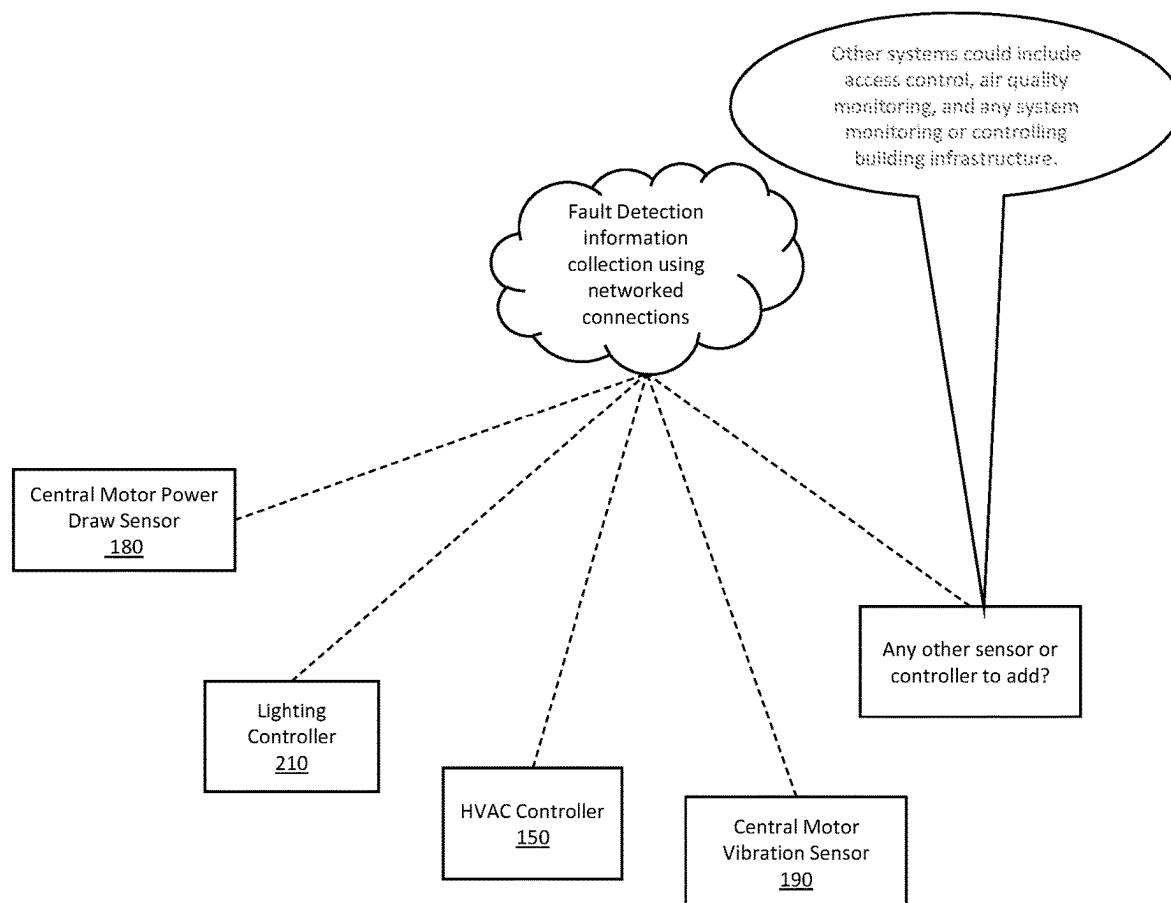 Other systems could include
access control, air quality
monitoring, and any system
monitoring or controlling
building infrastructure.
Fault Detection
information
collection using
networked
connections
Central Motor Power
Draw Sensor
180
Any other sensor or
controller to add?
Lighting
Controller
210
HVAC Controller
150
Central Motor
Vibration Sensor
190